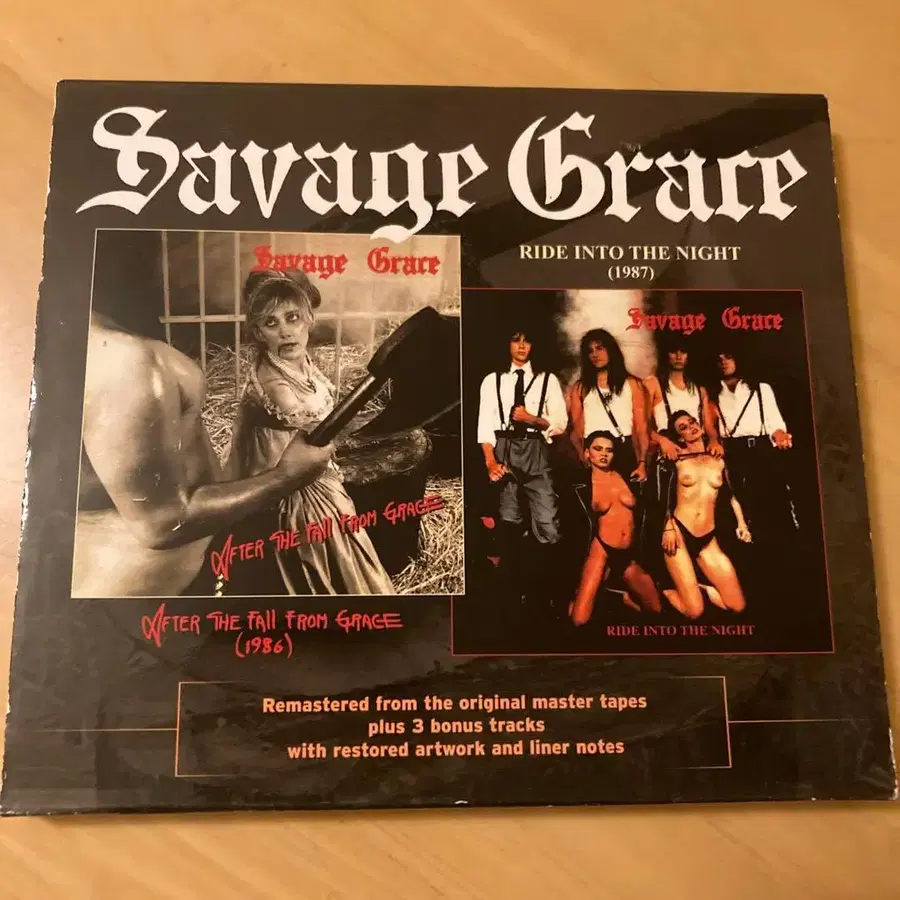 Savage Grace
Savage Grace
After the Fall From Grace
After the Fall From Grace
(1986)
RIDE INTO THE NIGHT
(1987)
Savage Grace
RIDE INTO THE NIGHT
Remastered from the original master tapes
plus 3 bonus tracks
with restored artwork and liner notes